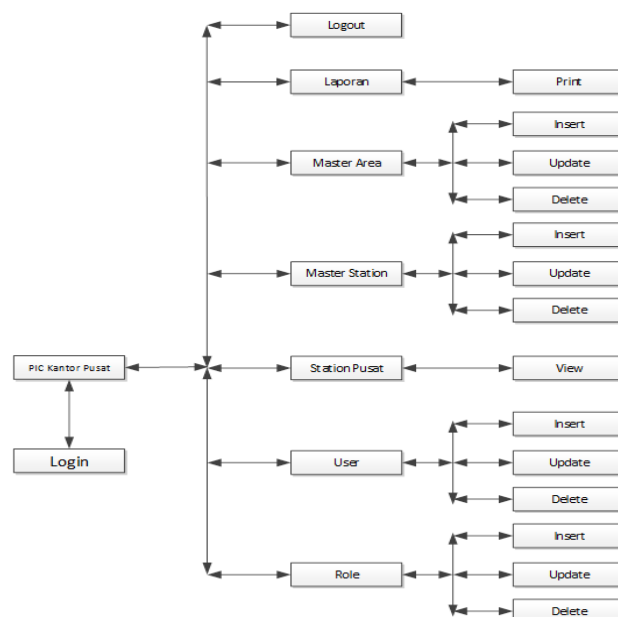 Logout
Laporan
Print
Insert
Master Area
Update
Delete
Insert
Master Station
Update
Delete
PIC Kantor Pusat
Station Pusat
View
Insert
Login
User
Update
Delete
Insert
Role
Update
Delete